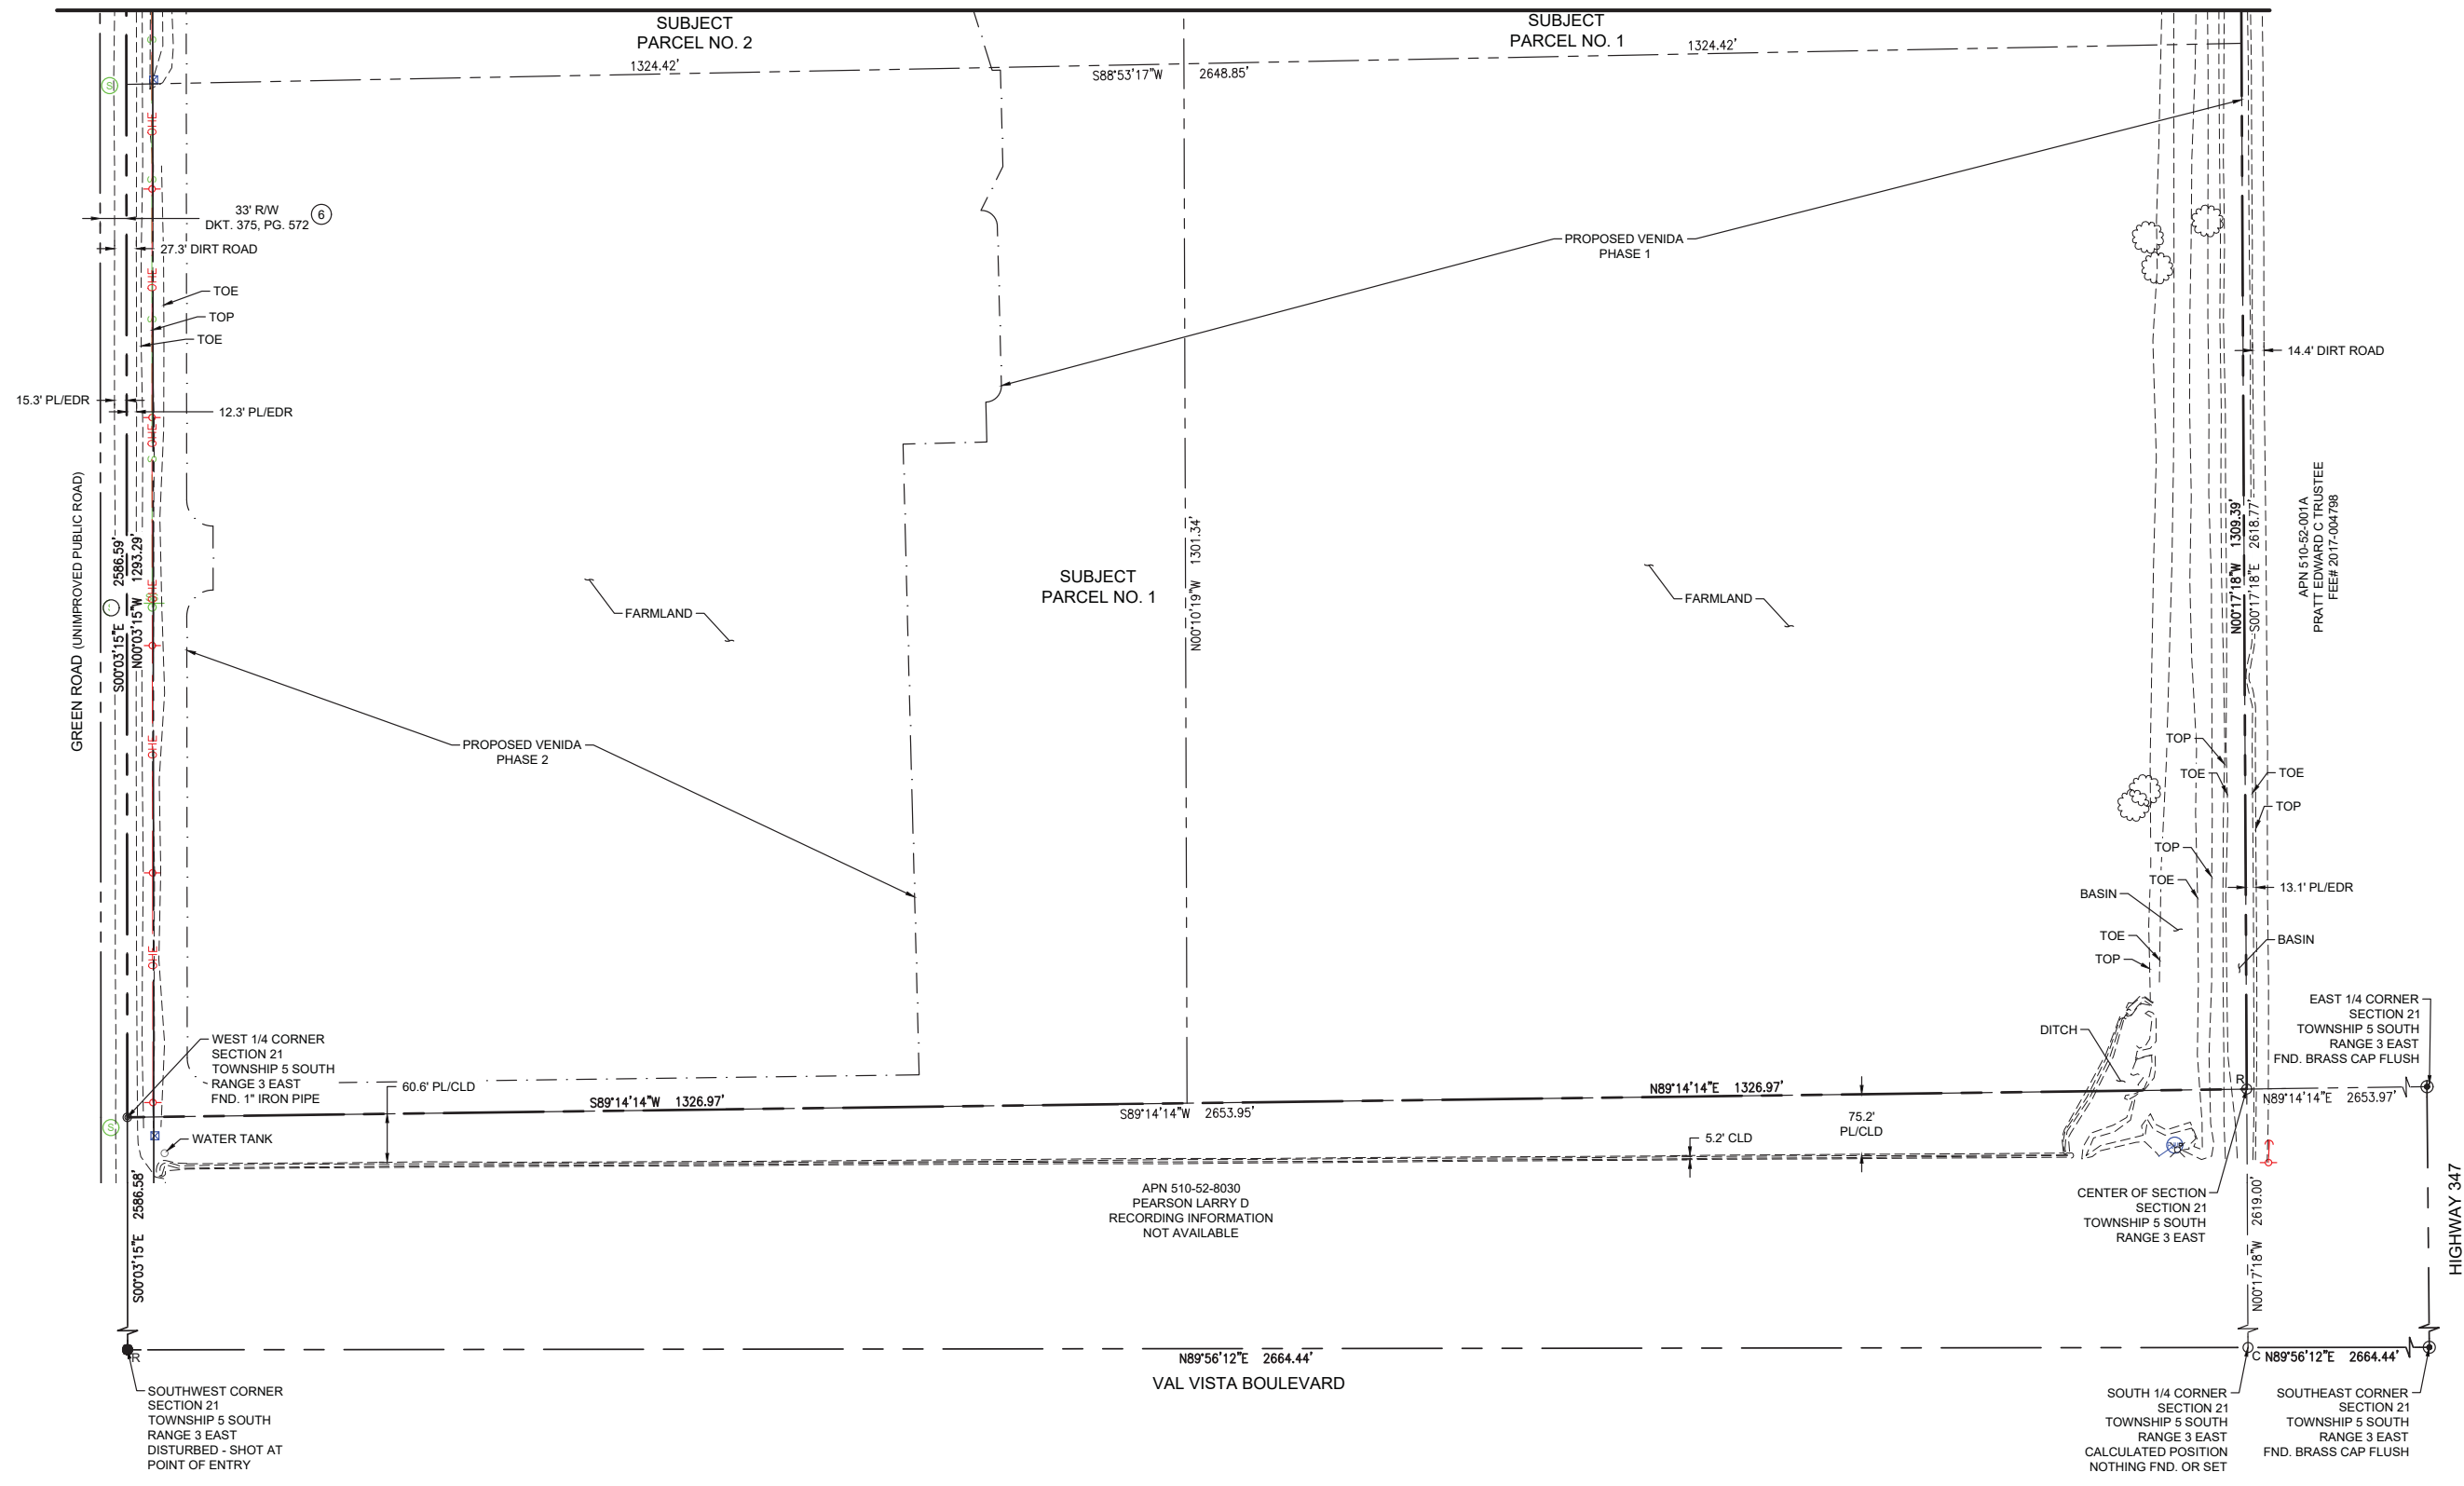 SUBJECT
PARCEL NO. 2
SUBJECT
PARCEL NO. 1
1324.42'
1324.42'
S88°53'17"W 2648.85'
S
S
OHE
S
33' R/W
DKT. 375, PG. 572
6
27.3' DIRT ROAD
PROPOSED VENIDA
PHASE 1
OHE
TOE
S
TOP
TOE
14.4' DIRT ROAD
15.3' PL/EDR
12.3' PL/EDR
OHE
S
GREEN ROAD (UNIMPROVED PUBLIC ROAD)
S00°03'15"E 2586.59'
N00°03'15"W 1293.29'
OHE
SUBJECT
PARCEL NO. 1
N00°10'19"W 1301.34'
FARMLAND
FARMLAND
N00°17'18"W 1309.39'
S00°17'18"E 2618.77'
APN 510-52-001A
PRATT EDWARD C TRUSTEE
FEE# 2017-004798
PROPOSED VENIDA
PHASE 2
OHE
TOP
TOE
TOE
TOP
TOP
TOE
13.1' PL/EDR
BASIN
TOE
BASIN
TOP
OHE
WEST 1/4 CORNER
SECTION 21
TOWNSHIP 5 SOUTH
RANGE 3 EAST
FND. 1" IRON PIPE
60.6' PL/CLD
DITCH
EAST 1/4 CORNER
SECTION 21
TOWNSHIP 5 SOUTH
RANGE 3 EAST
FND. BRASS CAP FLUSH
S89°14'14"W 1326.97'
S89°14'14"W 2653.95'
N89°14'14"E 1326.97'
R
N89°14'14"E 2653.97'
S
WATER TANK
5.2' CLD
75.2'
PL/CLD
APN 510-52-8030
PEARSON LARRY D
RECORDING INFORMATION
NOT AVAILABLE
CENTER OF SECTION
SECTION 21
TOWNSHIP 5 SOUTH
RANGE 3 EAST
S00°03'15"E 2586.58'
N00°17'18"W 2619.00'
HIGHWAY 347
R
N89°56'12"E 2664.44'
C N89°56'12"E 2664.44'
VAL VISTA BOULEVARD
SOUTHWEST CORNER
SECTION 21
TOWNSHIP 5 SOUTH
RANGE 3 EAST
DISTURBED - SHOT AT
POINT OF ENTRY
SOUTH 1/4 CORNER
SECTION 21
TOWNSHIP 5 SOUTH
RANGE 3 EAST
CALCULATED POSITION
NOTHING FND. OR SET
SOUTHEAST CORNER
SECTION 21
TOWNSHIP 5 SOUTH
RANGE 3 EAST
FND. BRASS CAP FLUSH